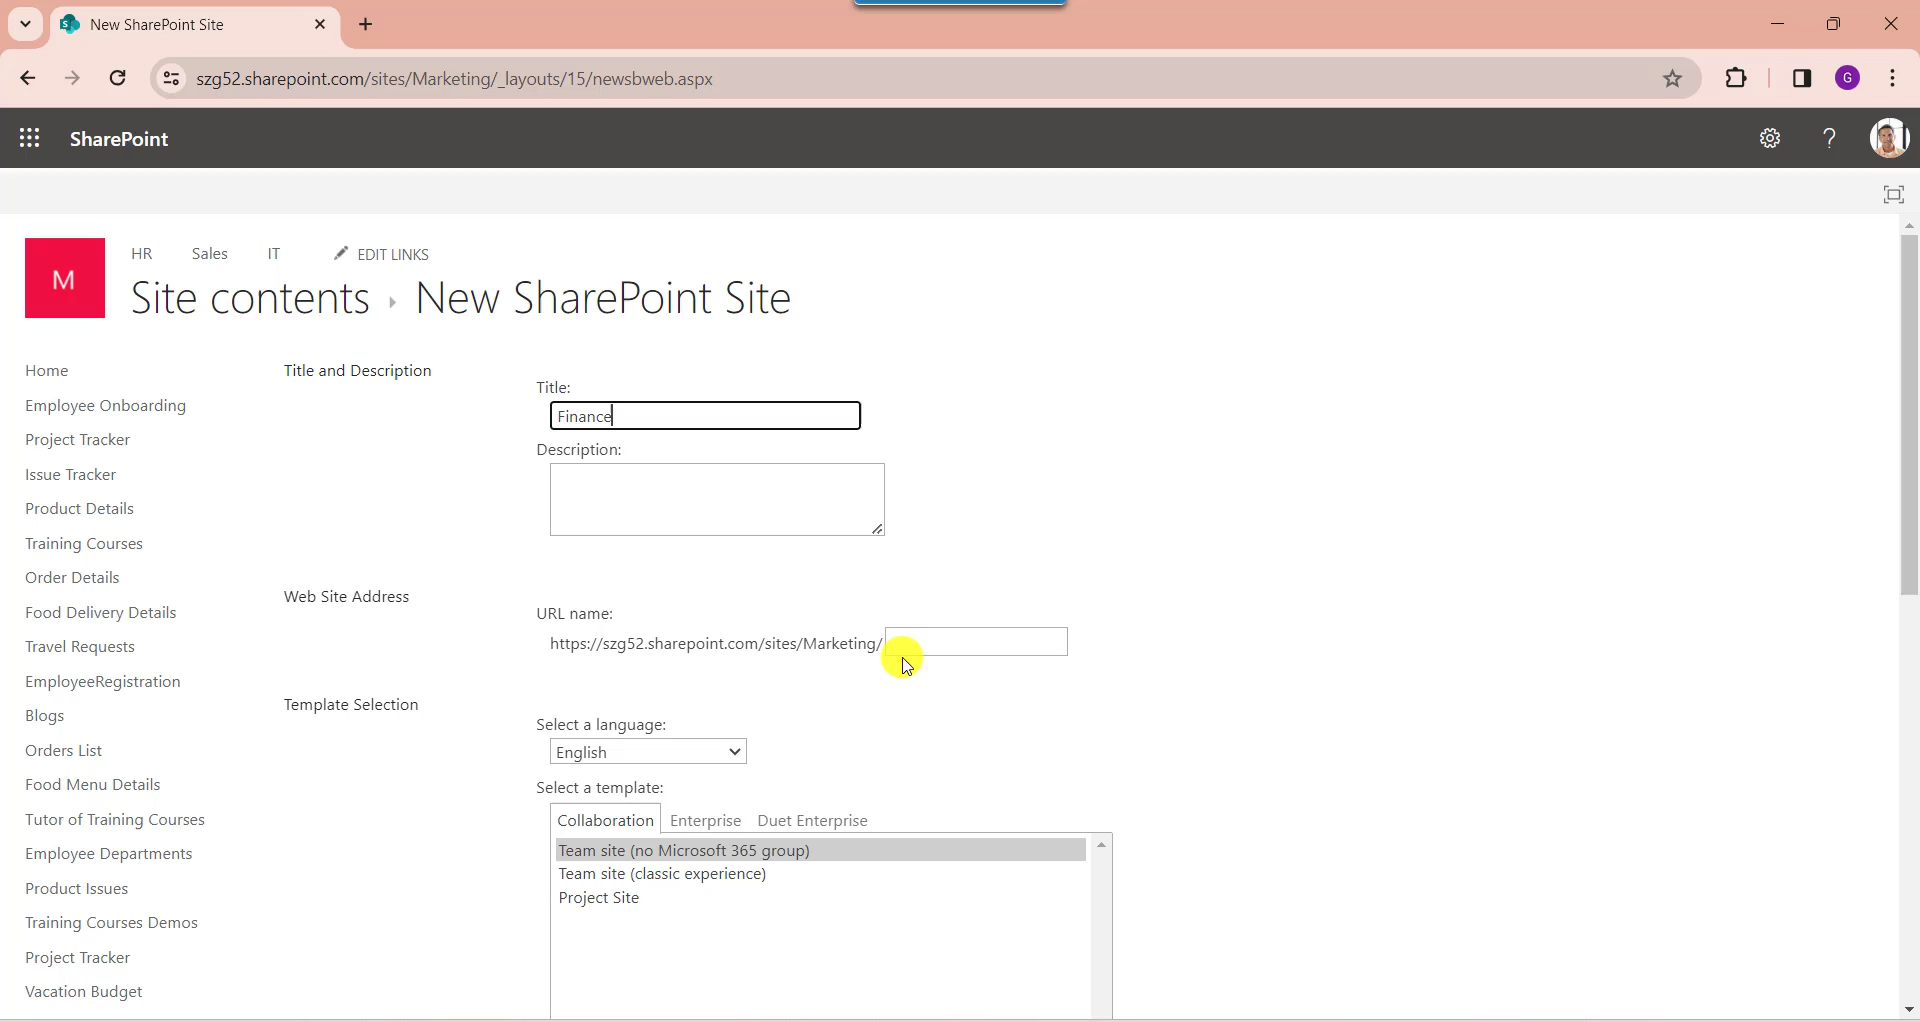 New SharePoint Site
szg52.sharepoint.com/sites/Marketing/_layouts/15/newsbweb.aspx
G
SharePoint
?
M
HR Sales IT EDIT LINKS
Site contents New SharePoint Site
Home
Employee Onboarding
Project Tracker
Issue Tracker
Product Details
Training Courses
Order Details
Food Delivery Details
Travel Requests
EmployeeRegistration
Blogs
Orders List
Food Menu Details
Tutor of Training Courses
Employee Departments
Product Issues
Training Courses Demos
Project Tracker
Vacation Budget
Title and Description
Title:
Finance
Description:
Web Site Address
URL name:
https://szg52.sharepoint.com/sites/Marketing/
Template Selection
Select a language:
English
Select a template:
Collaboration Enterprise Duet Enterprise
Team site (no Microsoft 365 group)
Team site (classic experience)
Project Site